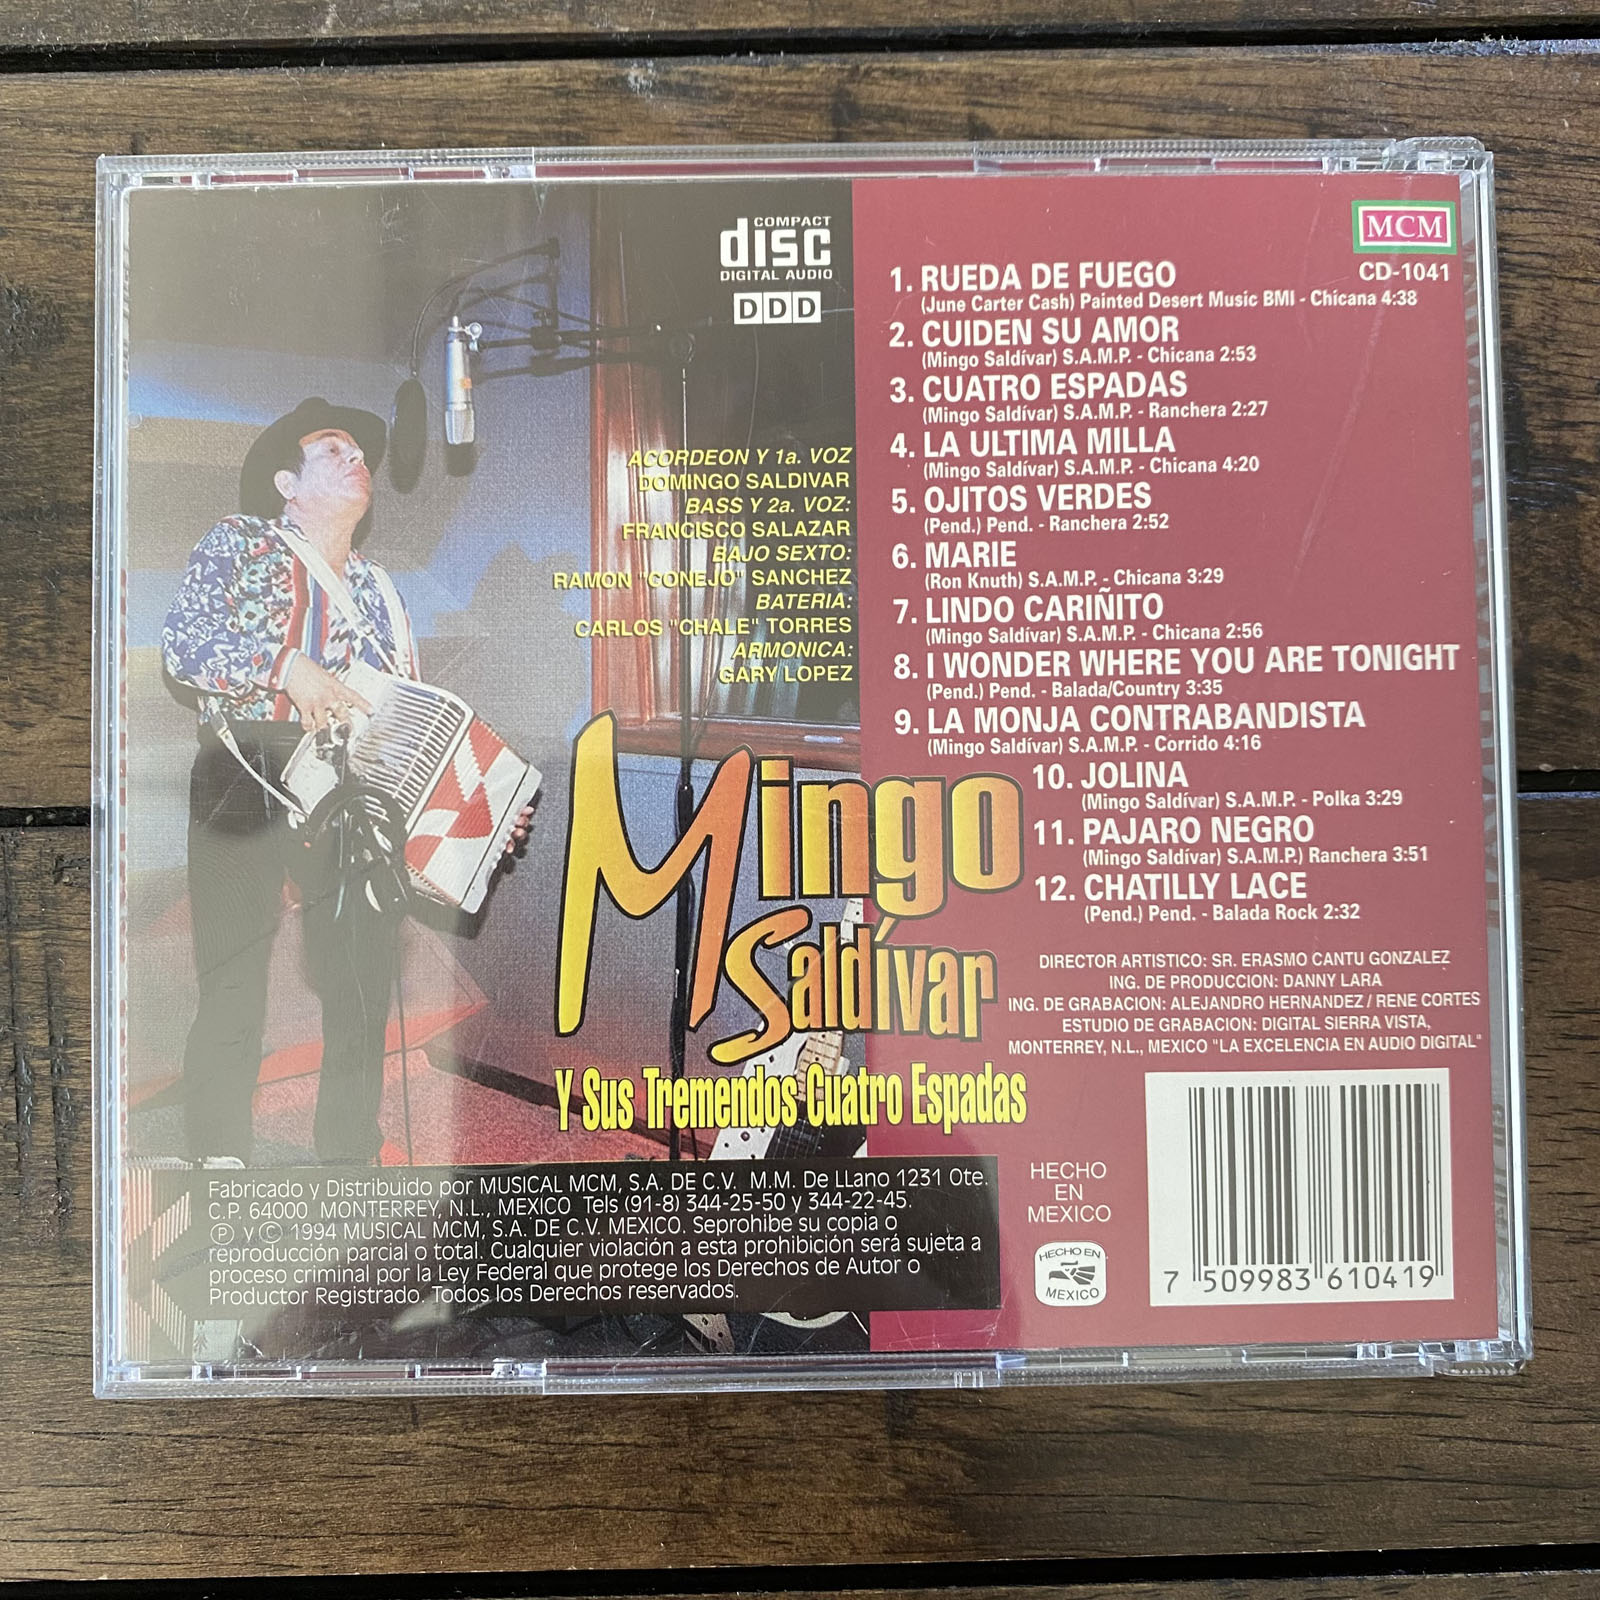 COMPACT
disc
DIGITAL AUDIO
DDD
ACORDEON Y 1a. VOZ
DOMINGO SALDIVAR
BASS Y 2a. VOZ:
FRANCISCO SALAZAR
BAJO SEXTO:
RAMON "CONEJO" SANCHEZ
BATERIA:
CARLOS "CHALE" TORRES
ARMONICA:
GARY LOPEZ
Mingo
Saldívar
Y Sus Tremendos Cuatro Espadas
MCM
CD-1041
1. RUEDA DE FUEGO
(June Carter Cash) Painted Desert Music BMI - Chicana 4:38
2. CUIDEN SU AMOR
(Mingo Saldívar) S.A.M.P. - Chicana 2:53
3. CUATRO ESPADAS
(Mingo Saldívar) S.A.M.P. - Ranchera 2:27
4. LA ULTIMA MILLA
(Mingo Saldívar) S.A.M.P. - Chicana 4:20
5. OJITOS VERDES
(Pend.) Pend. - Ranchera 2:52
6. MARIE
(Ron Knuth) S.A.M.P. - Chicana 3:29
7. LINDO CARIÑITO
(Mingo Saldívar) S.A.M.P. - Chicana 2:56
8. I WONDER WHERE YOU ARE TONIGHT
(Pend.) Pend. - Balada/Country 3:35
9. LA MONJA CONTRABANDISTA
(Mingo Saldívar) S.A.M.P. - Corrido 4:16
10. JOLINA
(Mingo Saldívar) S.A.M.P. - Polka 3:29
11. PAJARO NEGRO
(Mingo Saldívar) S.A.M.P.) Ranchera 3:51
12. CHATILLY LACE
(Pend.) Pend. - Balada Rock 2:32
DIRECTOR ARTISTICO: SR. ERASMO CANTU GONZALEZ
ING. DE PRODUCCION: DANNY LARA
ING. DE GRABACION: ALEJANDRO HERNANDEZ / RENE CORTES
ESTUDIO DE GRABACION: DIGITAL SIERRA VISTA,
MONTERREY, N.L., MEXICO "LA EXCELENCIA EN AUDIO DIGITAL"
Fabricado y Distribuido por MUSICAL MCM, S.A. DE C.V. M.M. De LLano 1231 Ote.
C.P. 64000 MONTERREY, N.L., MEXICO Tels (91-8) 344-25-50 y 344-22-45.
Ⓟ y © 1994 MUSICAL MCM, S.A. DE C.V. MEXICO. Seprohibe su copia o
reproducción parcial o total. Cualquier violación a esta prohibición será sujeta a
proceso criminal por la Ley Federal que protege los Derechos de Autor o
Productor Registrado. Todos los Derechos reservados.
HECHO
EN
MEXICO
HECHO EN
MEXICO
7 509983 610419